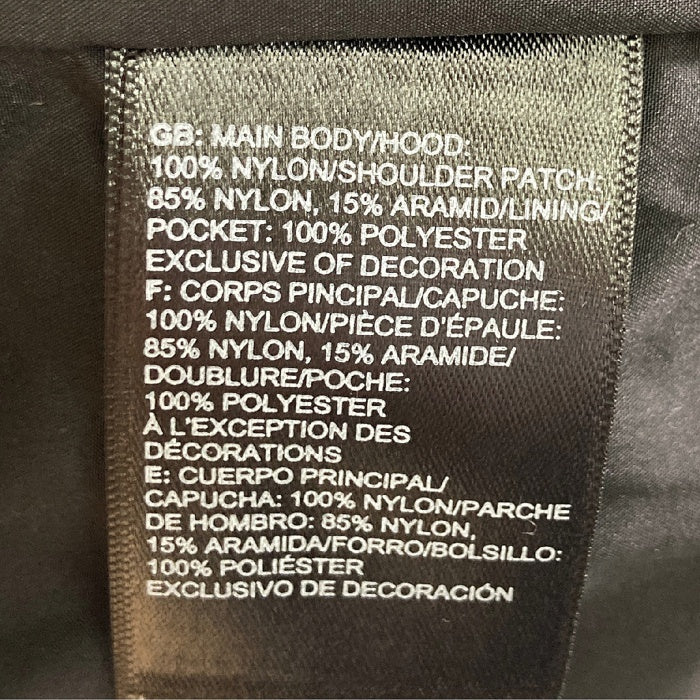 GB: MAIN BODY/HOOD:
100% NYLON/SHOULDER PATCH:
85% NYLON, 15% ARAMID/LINING/
POCKET: 100% POLYESTER
EXCLUSIVE OF DECORATION
F: CORPS PINCIPAL/CAPUCHE:
100% NYLON/PIÈCE D'ÉPAULE:
85% NYLON, 15% ARAMIDE/
DOUBLURE/POCHE:
100% POLYESTER
À L'EXCEPTION DES
DÉCORATIONS
E: CUERPO PRINCIPAL/
CAPUCHA: 100% NYLON/PARCHE
DE HOMBRO: 85% NYLON,
15% ARAMIDA/FORRO/BOLSILLO:
100% POLIÉSTER
EXCLUSIVO DE DECORACIÓN